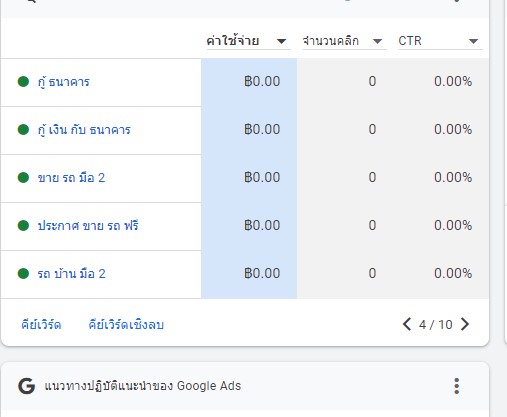 ค่าใช้จ่าย จำนวนคลิก CTR
กู้ ธนาคาร ฿0.00 0 0.00%
กู้ เงิน กับ ธนาคาร ฿0.00 0 0.00%
ขาย รถ มือ 2 ฿0.00 0 0.00%
ประกาศ ขาย รถ ฟรี ฿0.00 0 0.00%
รถ บ้าน มือ 2 ฿0.00 0 0.00%
คีย์เวิร์ด คีย์เวิร์ดเชิงลบ 4 / 10
G แนวทางปฏิบัติแนะนำของ Google Ads